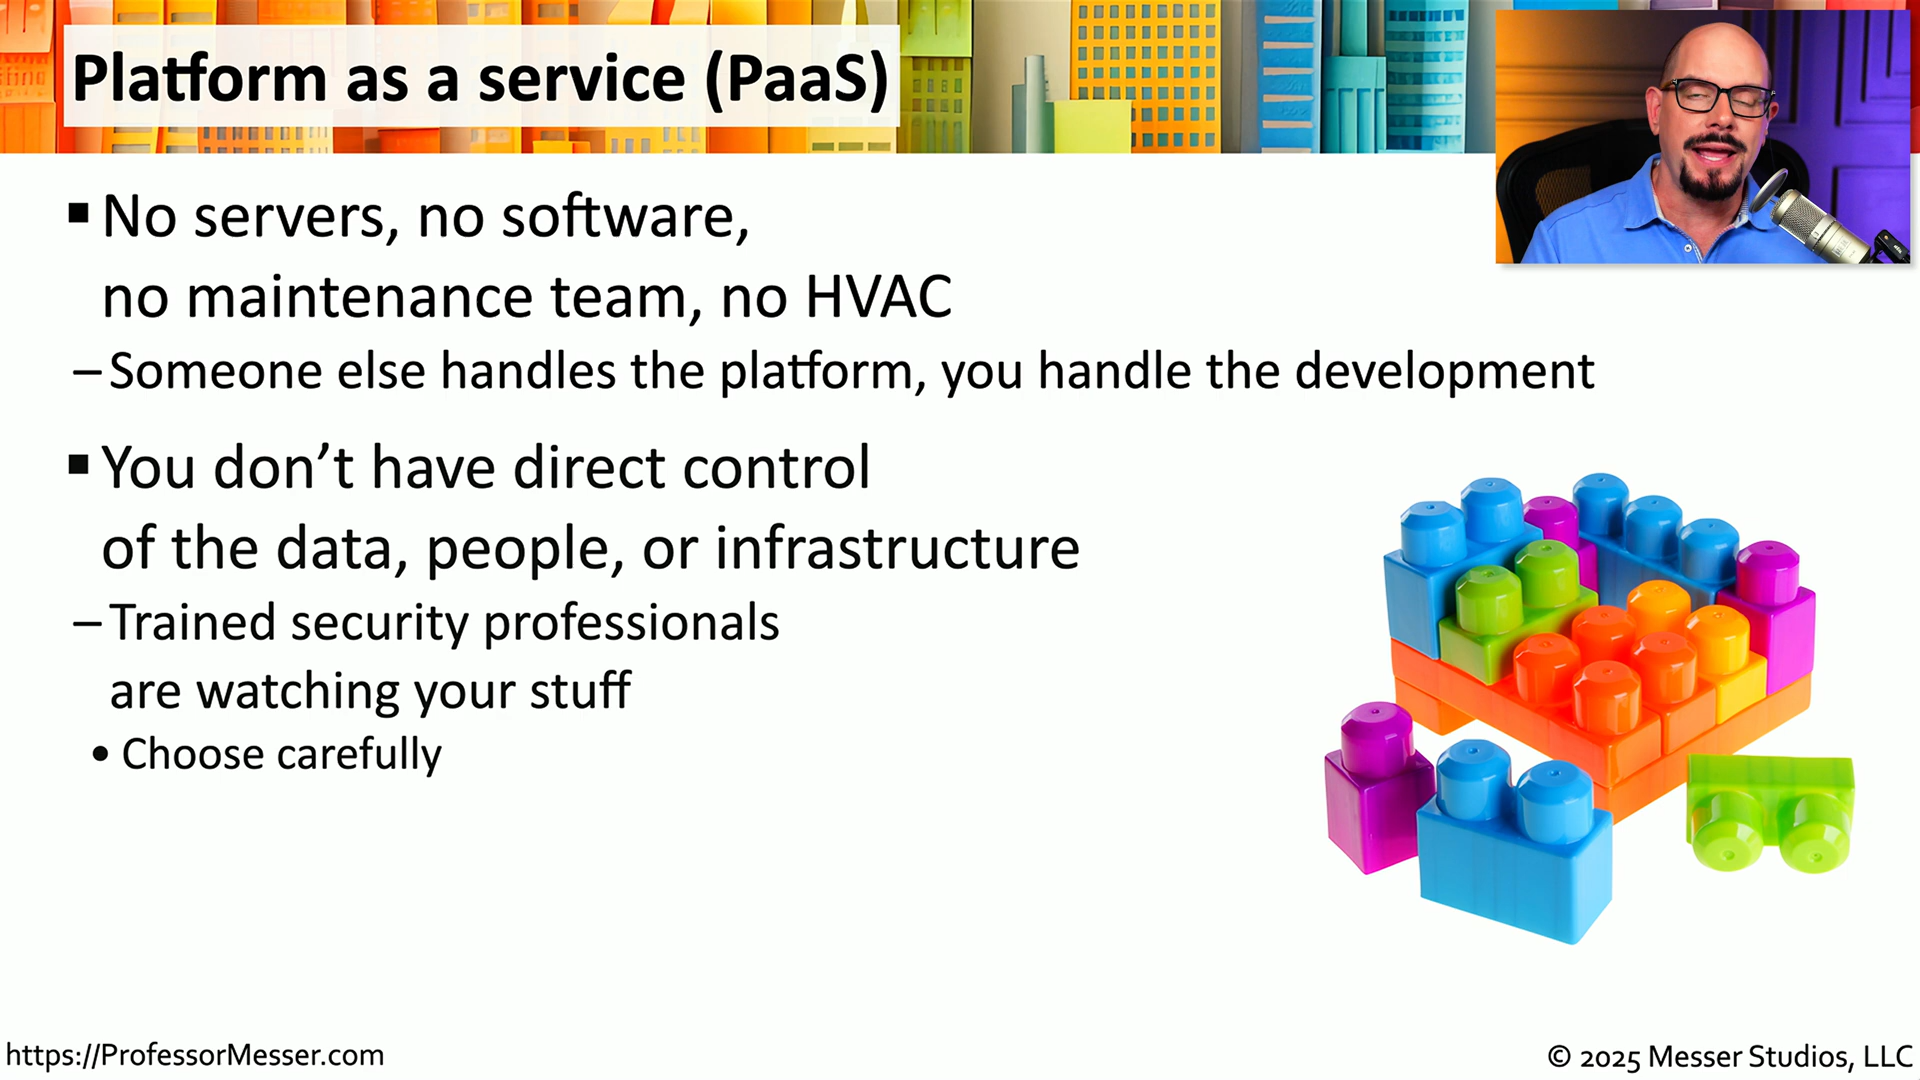 Platform as a service (PaaS)
▪ No servers, no software,
no maintenance team, no HVAC
– Someone else handles the platform, you handle the development
▪ You don’t have direct control
of the data, people, or infrastructure
– Trained security professionals
are watching your stuff
• Choose carefully
https://ProfessorMesser.com
© 2025 Messer Studios, LLC